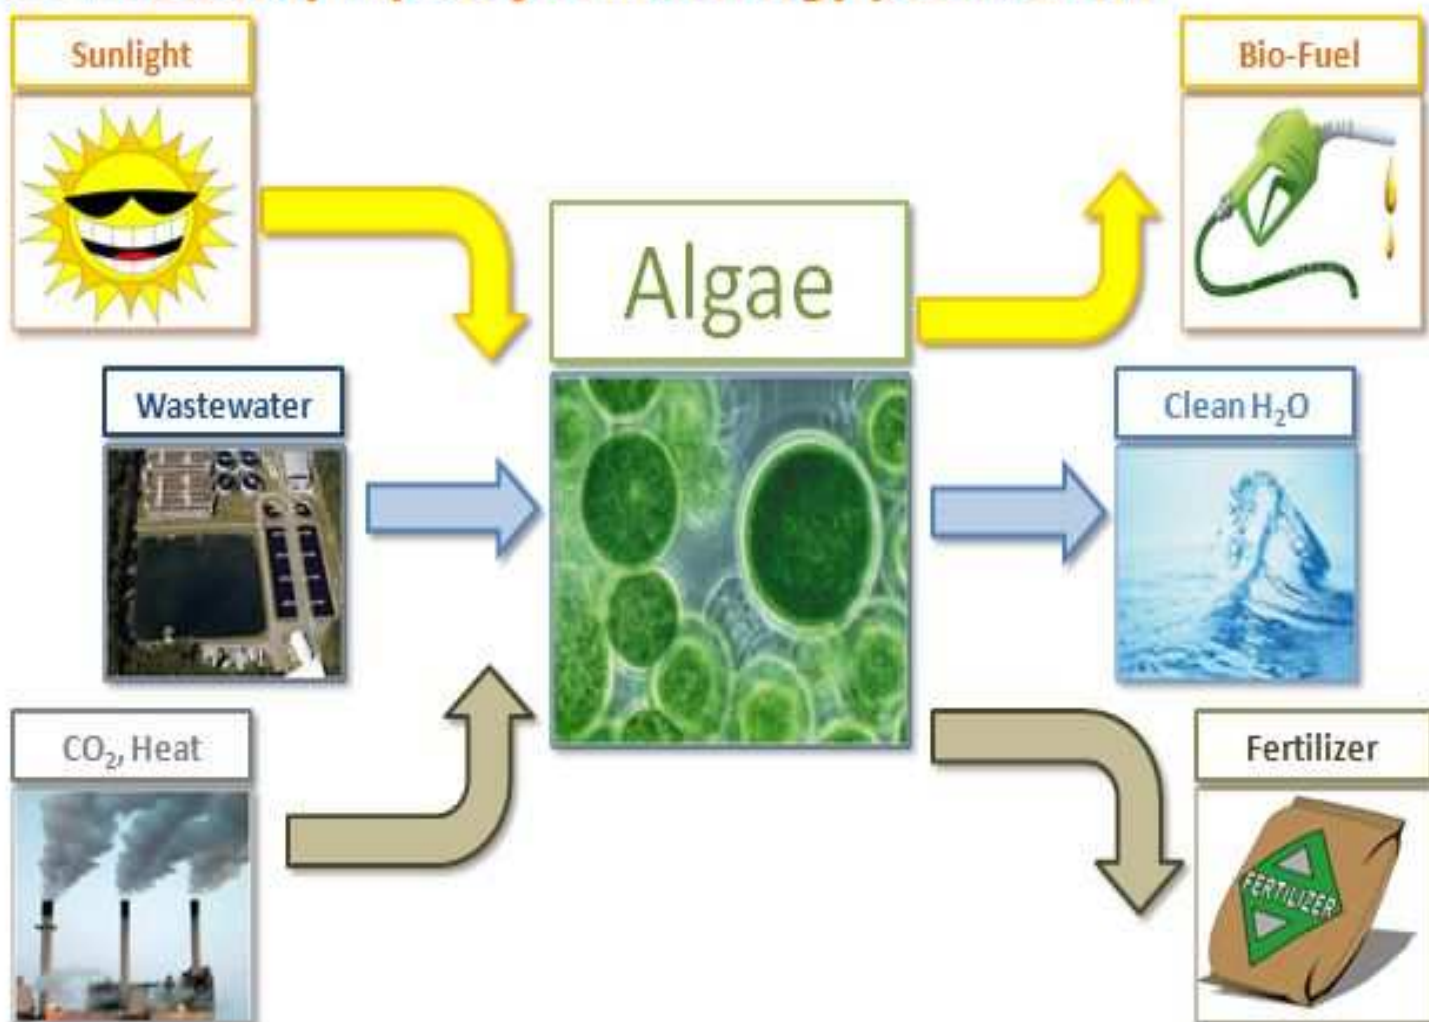 Sunlight
Bio-Fuel
Algae
Wastewater
Clean H₂O
CO₂, Heat
Fertilizer
FERTILIZER